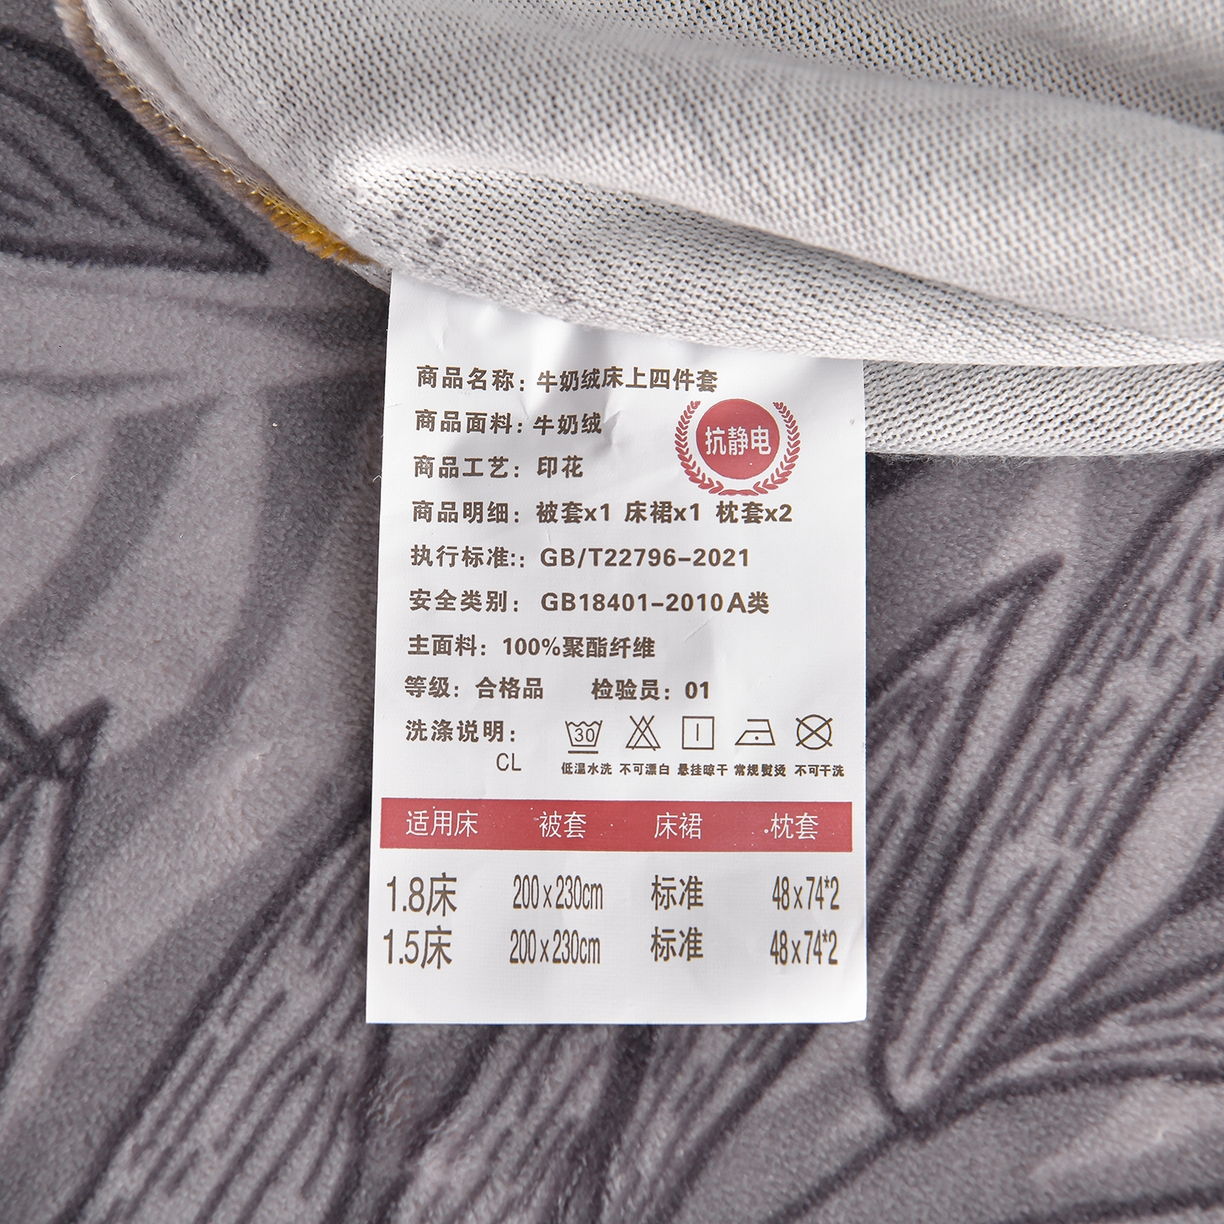 商品名称：牛奶绒床上四件套
商品面料：牛奶绒
抗静电
商品工艺：印花
商品明细：被套x1 床裙x1 枕套x2
执行标准:：GB/T22796-2021
安全类别：GB18401-2010A类
主面料：100%聚酯纤维
等级：合格品 检验员：01
洗涤说明：
30
CL
低温水洗 不可漂白 悬挂晾干 常规熨烫 不可干洗
适用床 被套 床裙 枕套
1.8床 200x230cm 标准 48x74*2
1.5床 200x230cm 标准 48x74*2